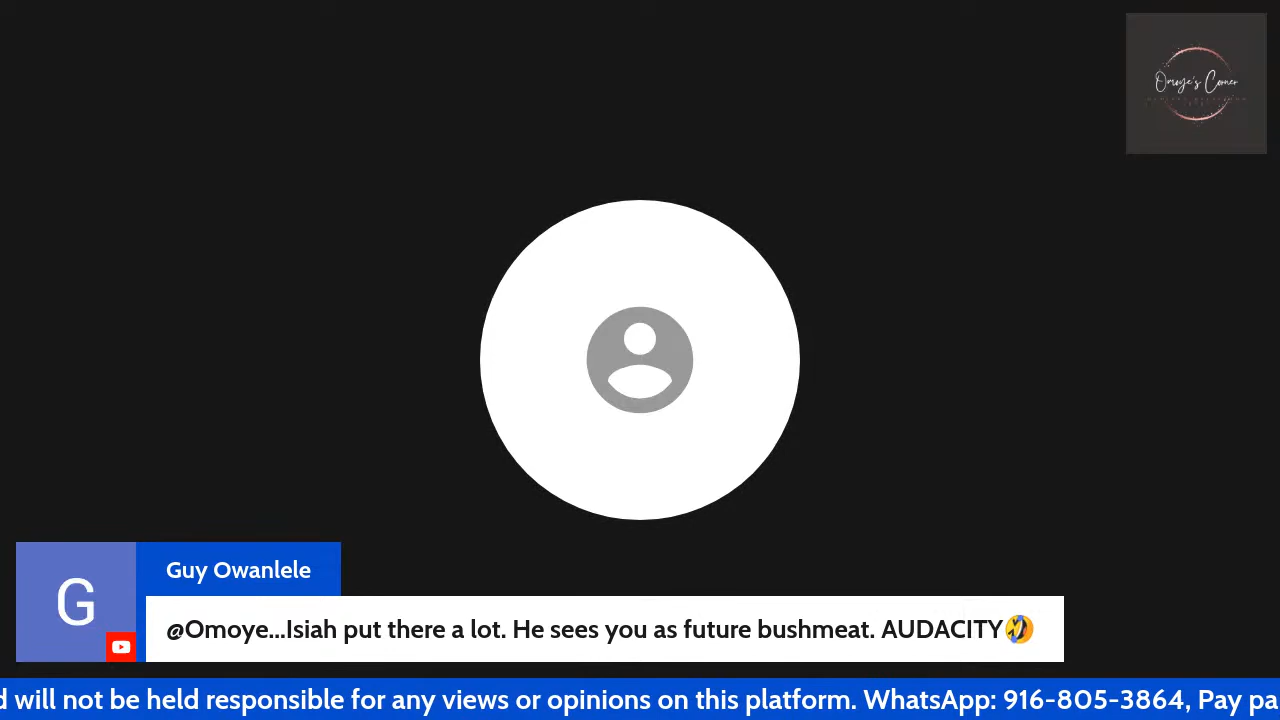 Omoye's Corner
G
Guy Owanlele
@Omoye...Isiah put there a lot. He sees you as future bushmeat. AUDACITY🤣
d will not be held responsible for any views or opinions on this platform. WhatsApp: 916-805-3864, Pay pa